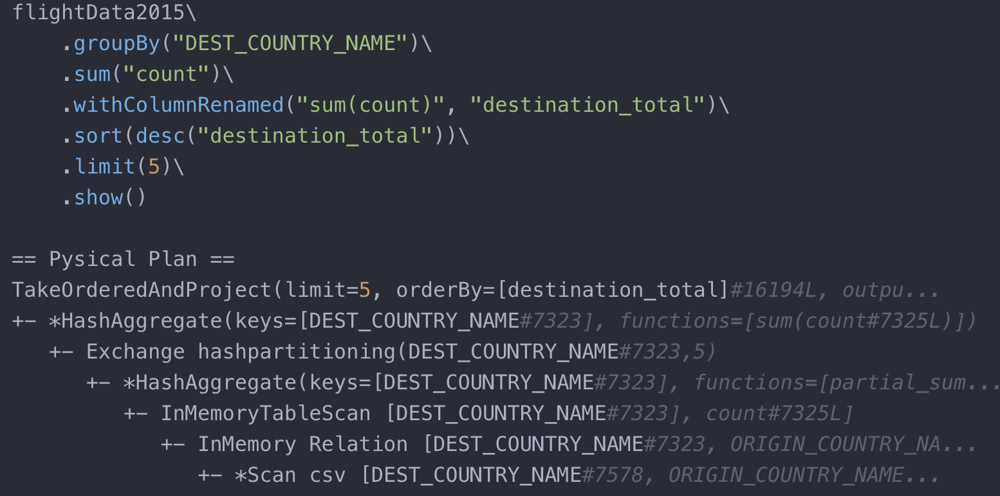 flightData2015\
    .groupBy("DEST_COUNTRY_NAME")\
    .sum("count")\
    .withColumnRenamed("sum(count)", "destination_total")\
    .sort(desc("destination_total"))\
    .limit(5)\
    .show()

== Pysical Plan ==
TakeOrderedAndProject(limit=5, orderBy=[destination_total]#16194L, outpu...
+- *HashAggregate(keys=[DEST_COUNTRY_NAME#7323], functions=[sum(count#7325L)])
   +- Exchange hashpartitioning(DEST_COUNTRY_NAME#7323,5)
      +- *HashAggregate(keys=[DEST_COUNTRY_NAME#7323], functions=[partial_sum...
         +- InMemoryTableScan [DEST_COUNTRY_NAME#7323], count#7325L]
            +- InMemory Relation [DEST_COUNTRY_NAME#7323, ORIGIN_COUNTRY_NA...
               +- *Scan csv [DEST_COUNTRY_NAME#7578, ORIGIN_COUNTRY_NAME...